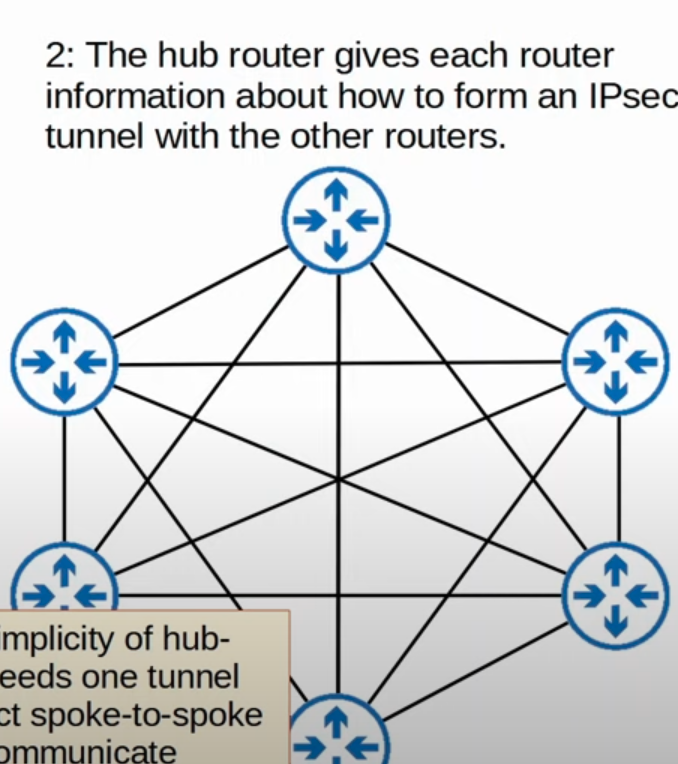 2: The hub router gives each router
information about how to form an IPsec
tunnel with the other routers.
implicity of hub-
eeds one tunnel
ct spoke-to-spoke
ommunicate